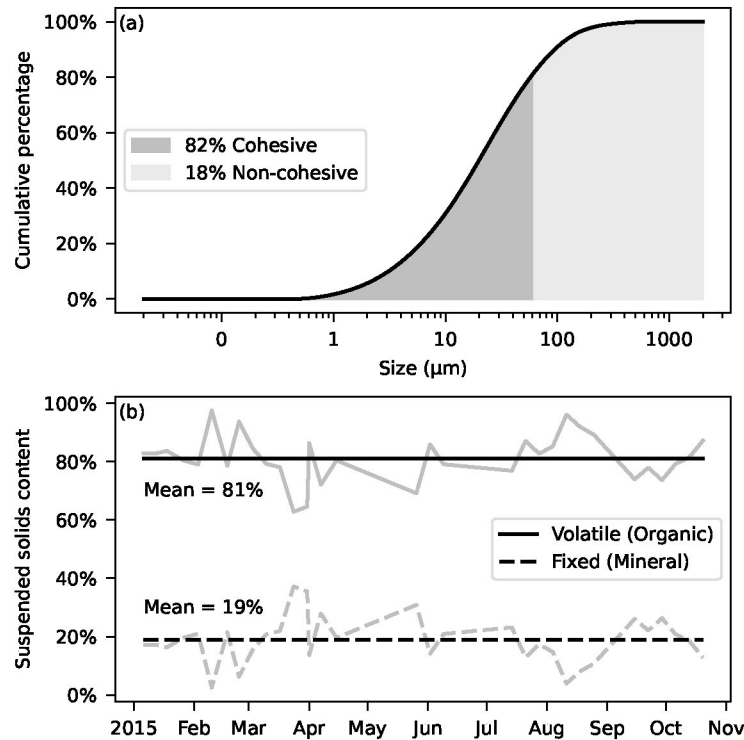 (a)
100%
80%
60%
40%
20%
0%
Cumulative percentage
82% Cohesive
18% Non-cohesive
0 1 10 100 1000
Size (μm)
(b)
100%
80%
60%
40%
20%
0%
Suspended solids content
Mean = 81%
Volatile (Organic)
Fixed (Mineral)
Mean = 19%
2015 Feb Mar Apr May Jun Jul Aug Sep Oct Nov